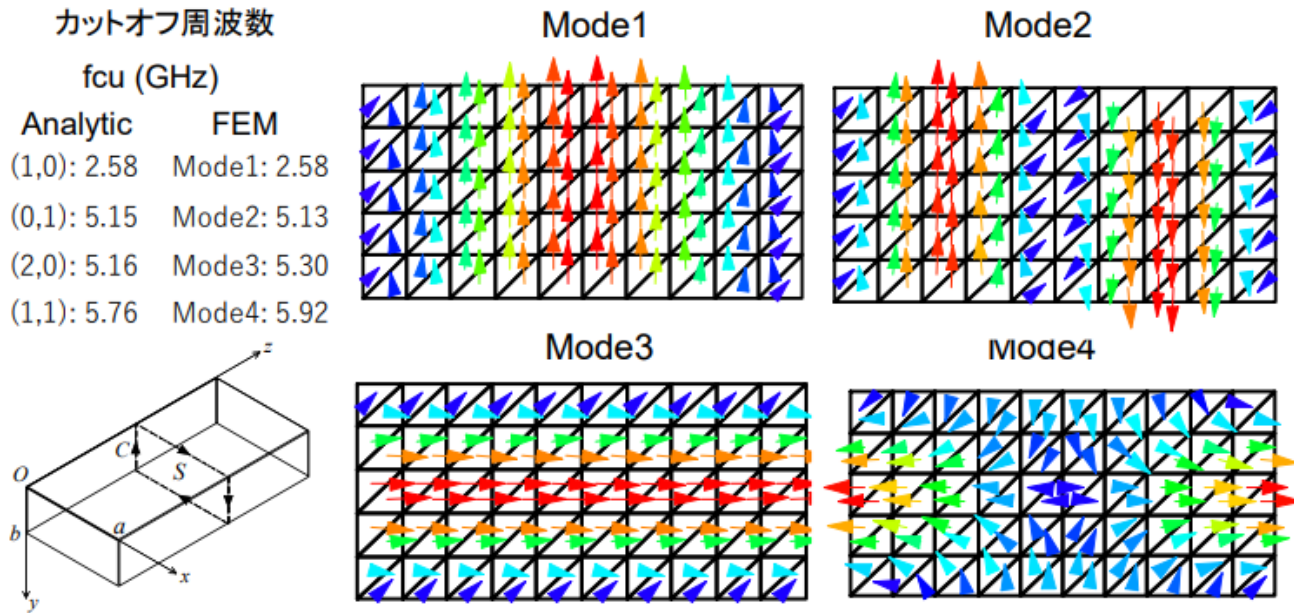 カットオフ周波数
fcu (GHz)
Analytic FEM
(1,0): 2.58 Mode1: 2.58
(0,1): 5.15 Mode2: 5.13
(2,0): 5.16 Mode3: 5.30
(1,1): 5.76 Mode4: 5.92
Mode1
Mode2
Mode3
Mode4
z
C
S
O
b
a
x
y